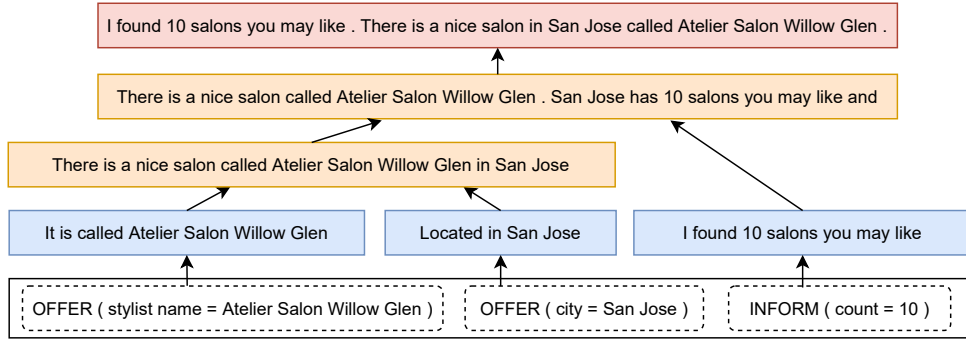 I found 10 salons you may like . There is a nice salon in San Jose called Atelier Salon Willow Glen .
There is a nice salon called Atelier Salon Willow Glen . San Jose has 10 salons you may like and
There is a nice salon called Atelier Salon Willow Glen in San Jose
It is called Atelier Salon Willow Glen
Located in San Jose
I found 10 salons you may like
OFFER ( stylist name = Atelier Salon Willow Glen )
OFFER ( city = San Jose )
INFORM ( count = 10 )